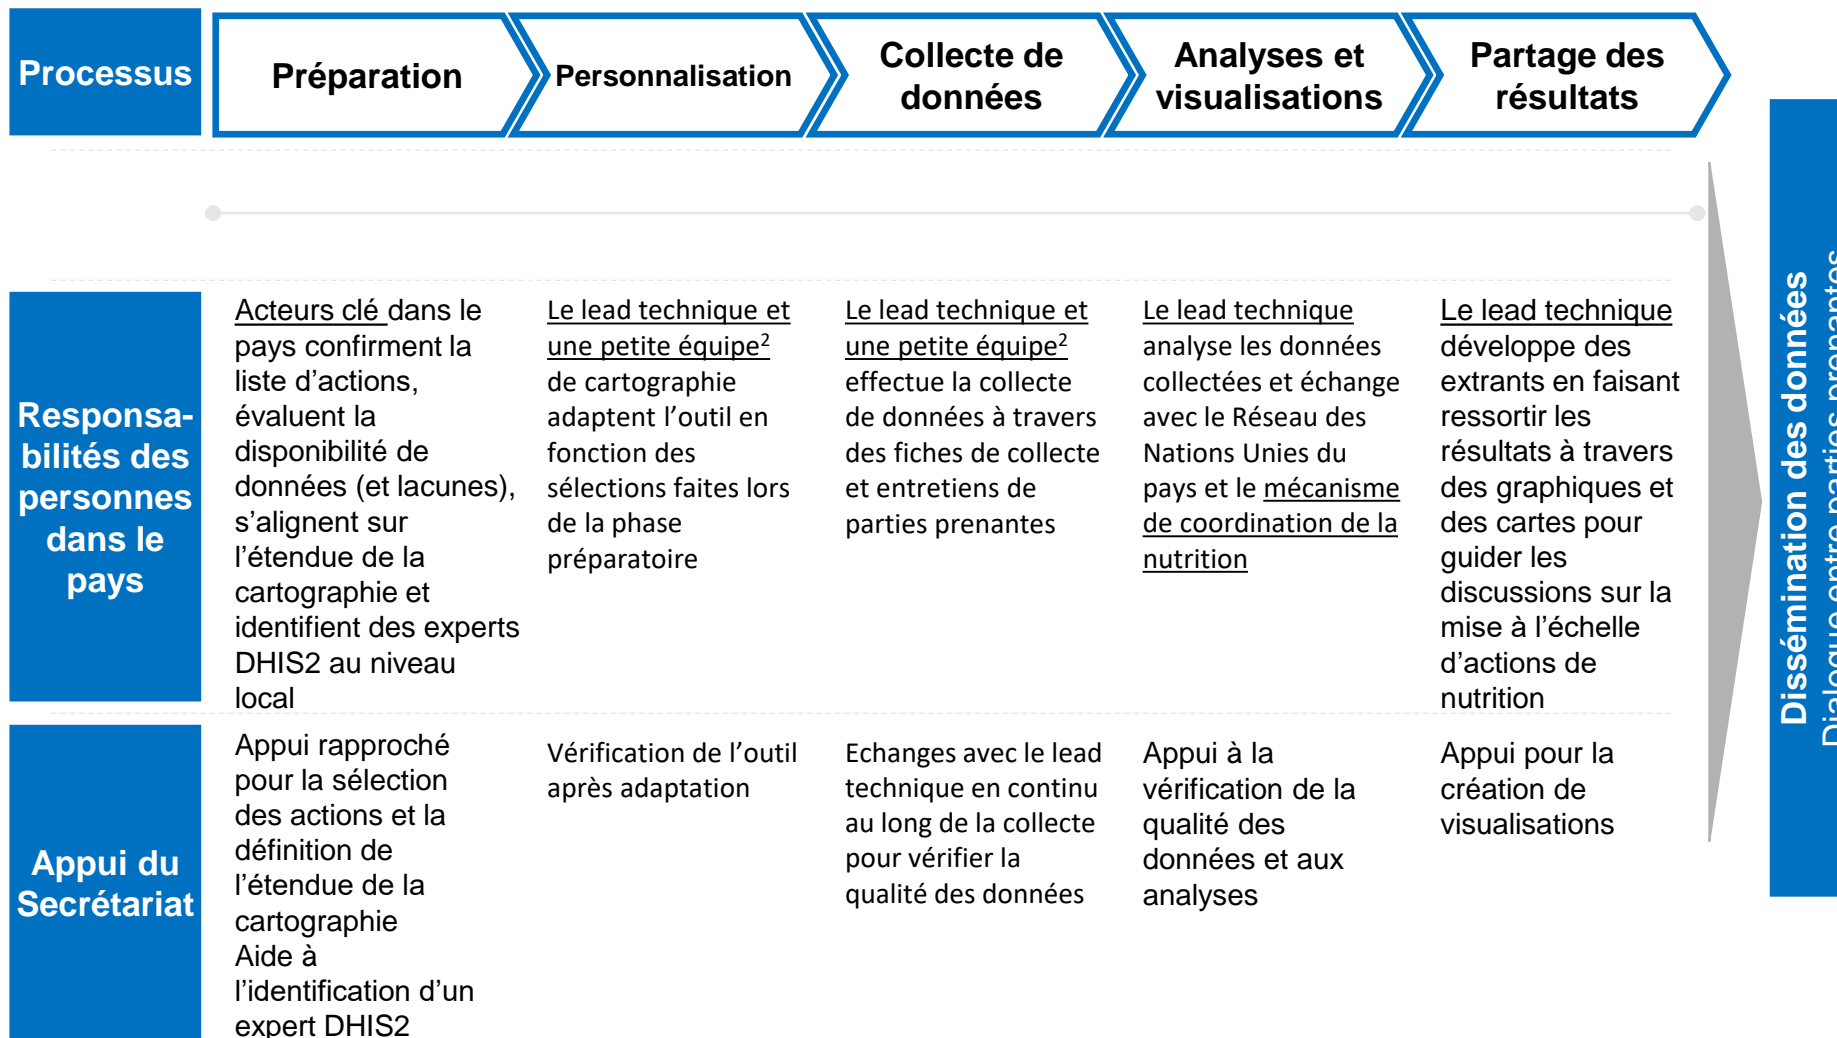 Processus
Préparation
Personnalisation
Collecte de
données
Analyses et
visualisations
Partage des
résultats
Responsa-
bilités des
personnes
dans le
pays
Acteurs clé dans le
pays confirment la
liste d’actions,
évaluent la
disponibilité de
données (et lacunes),
s’alignent sur
l’étendue de la
cartographie et
identifient des experts
DHIS2 au niveau
local
Le lead technique et
une petite équipe²
de cartographie
adaptent l’outil en
fonction des
sélections faites lors
de la phase
préparatoire
Le lead technique et
une petite équipe²
effectue la collecte
de données à travers
des fiches de collecte
et entretiens de
parties prenantes
Le lead technique
analyse les données
collectées et échange
avec le Réseau des
Nations Unies du
pays et le mécanisme
de coordination de la
nutrition
Le lead technique
développe des
extrants en faisant
ressortir les
résultats à travers
des graphiques et
des cartes pour
guider les
discussions sur la
mise à l’échelle
d’actions de
nutrition
Appui du
Secrétariat
Appui rapproché
pour la sélection
des actions et la
définition de
l’étendue de la
cartographie
Aide à
l’identification d’un
expert DHIS2
Vérification de l’outil
après adaptation
Echanges avec le lead
technique en continu
au long de la collecte
pour vérifier la
qualité des données
Appui à la
vérification de la
qualité des
données et aux
analyses
Appui pour la
création de
visualisations
Dissémination des données
Dialogue entre parties prenantes